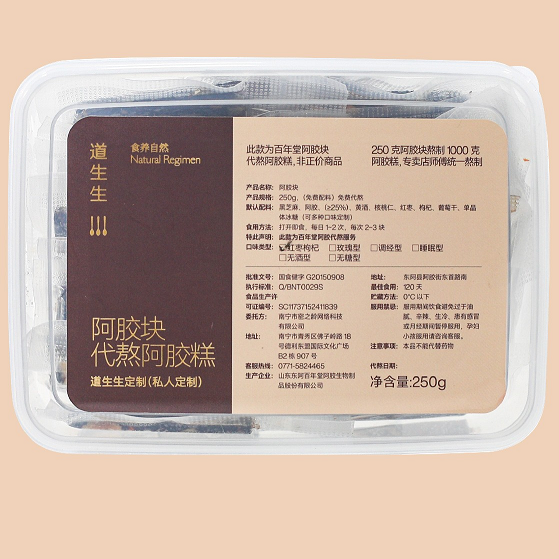 道生生
食养自然
Natural Regimen
阿胶块
代熬阿胶糕
道生生定制(私人定制)
此款为百年堂阿胶块
代熬阿胶糕,非正价商品
250 克阿胶块熬制 1000 克
阿胶糕,专卖店师傅统一熬制
产品名称: 阿胶块
产品规格: 250g,（免费配料）免费代熬
默认配料: 黑芝麻、阿胶、(≥25%)、黄酒、核桃仁、红枣、枸杞、葡萄干、单晶
体冰糖（可多种口味定制）
食用方法: 打开即食、每日 1-2 次、每次 2-3 块
特此声明: 此款为百年堂阿胶代熬服务
口味类型: 红枣枸杞 □玫瑰型 □调经型 □睡眠型
□无酒型 □无糖型
批准文号: 国食健字 G20150908
执行标准: Q/BNT0029S
食品生产许
可证编号: SC11737152411839
委托方: 南宁市密之龄网络科技
有限公司
地址: 南宁市青秀区佛子岭路 18
号德利东盟国际文化广场
B2 栋 907 号
客服热线: 0771-5824465
生产企业: 山东东阿百年堂阿胶生物制
品股份有限公司
地址: 东阿县阿胶街东首路南
最佳食用: 120 天
贮藏方法: 0°C 以下
服用禁忌: 服用期间饮食避免过于油
腻、辛辣、生冷、患有感冒
或月经期间暂停服用，孕妇
小孩服用请咨询客服。
注意事项: 本品不能代替药物
代熬日期:
净含量:250g